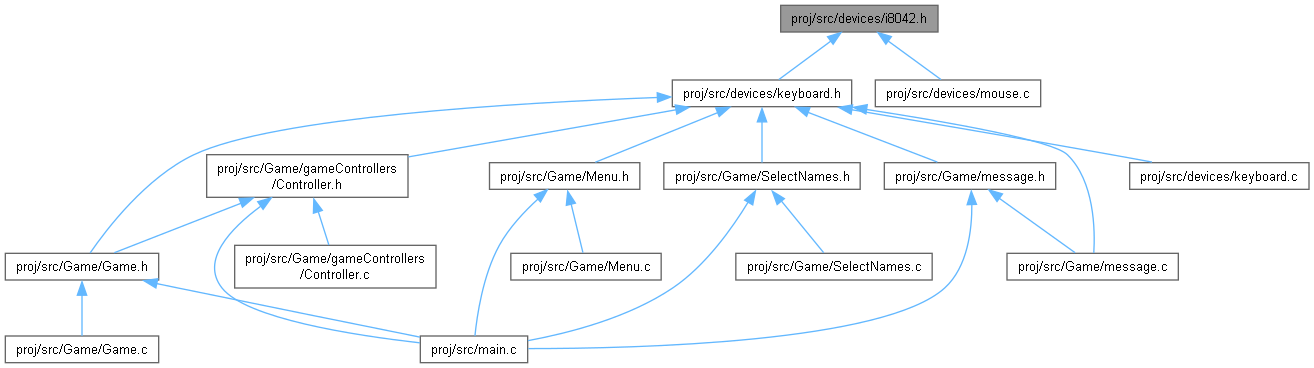 proj/src/devices/i8042.h
proj/src/devices/keyboard.h
proj/src/devices/mouse.c
proj/src/Game/gameControllers
/Controller.h
proj/src/Game/Menu.h
proj/src/Game/SelectNames.h
proj/src/Game/message.h
proj/src/devices/keyboard.c
proj/src/Game/Game.h
proj/src/Game/gameControllers
/Controller.c
proj/src/Game/Menu.c
proj/src/Game/SelectNames.c
proj/src/Game/message.c
proj/src/Game/Game.c
proj/src/main.c